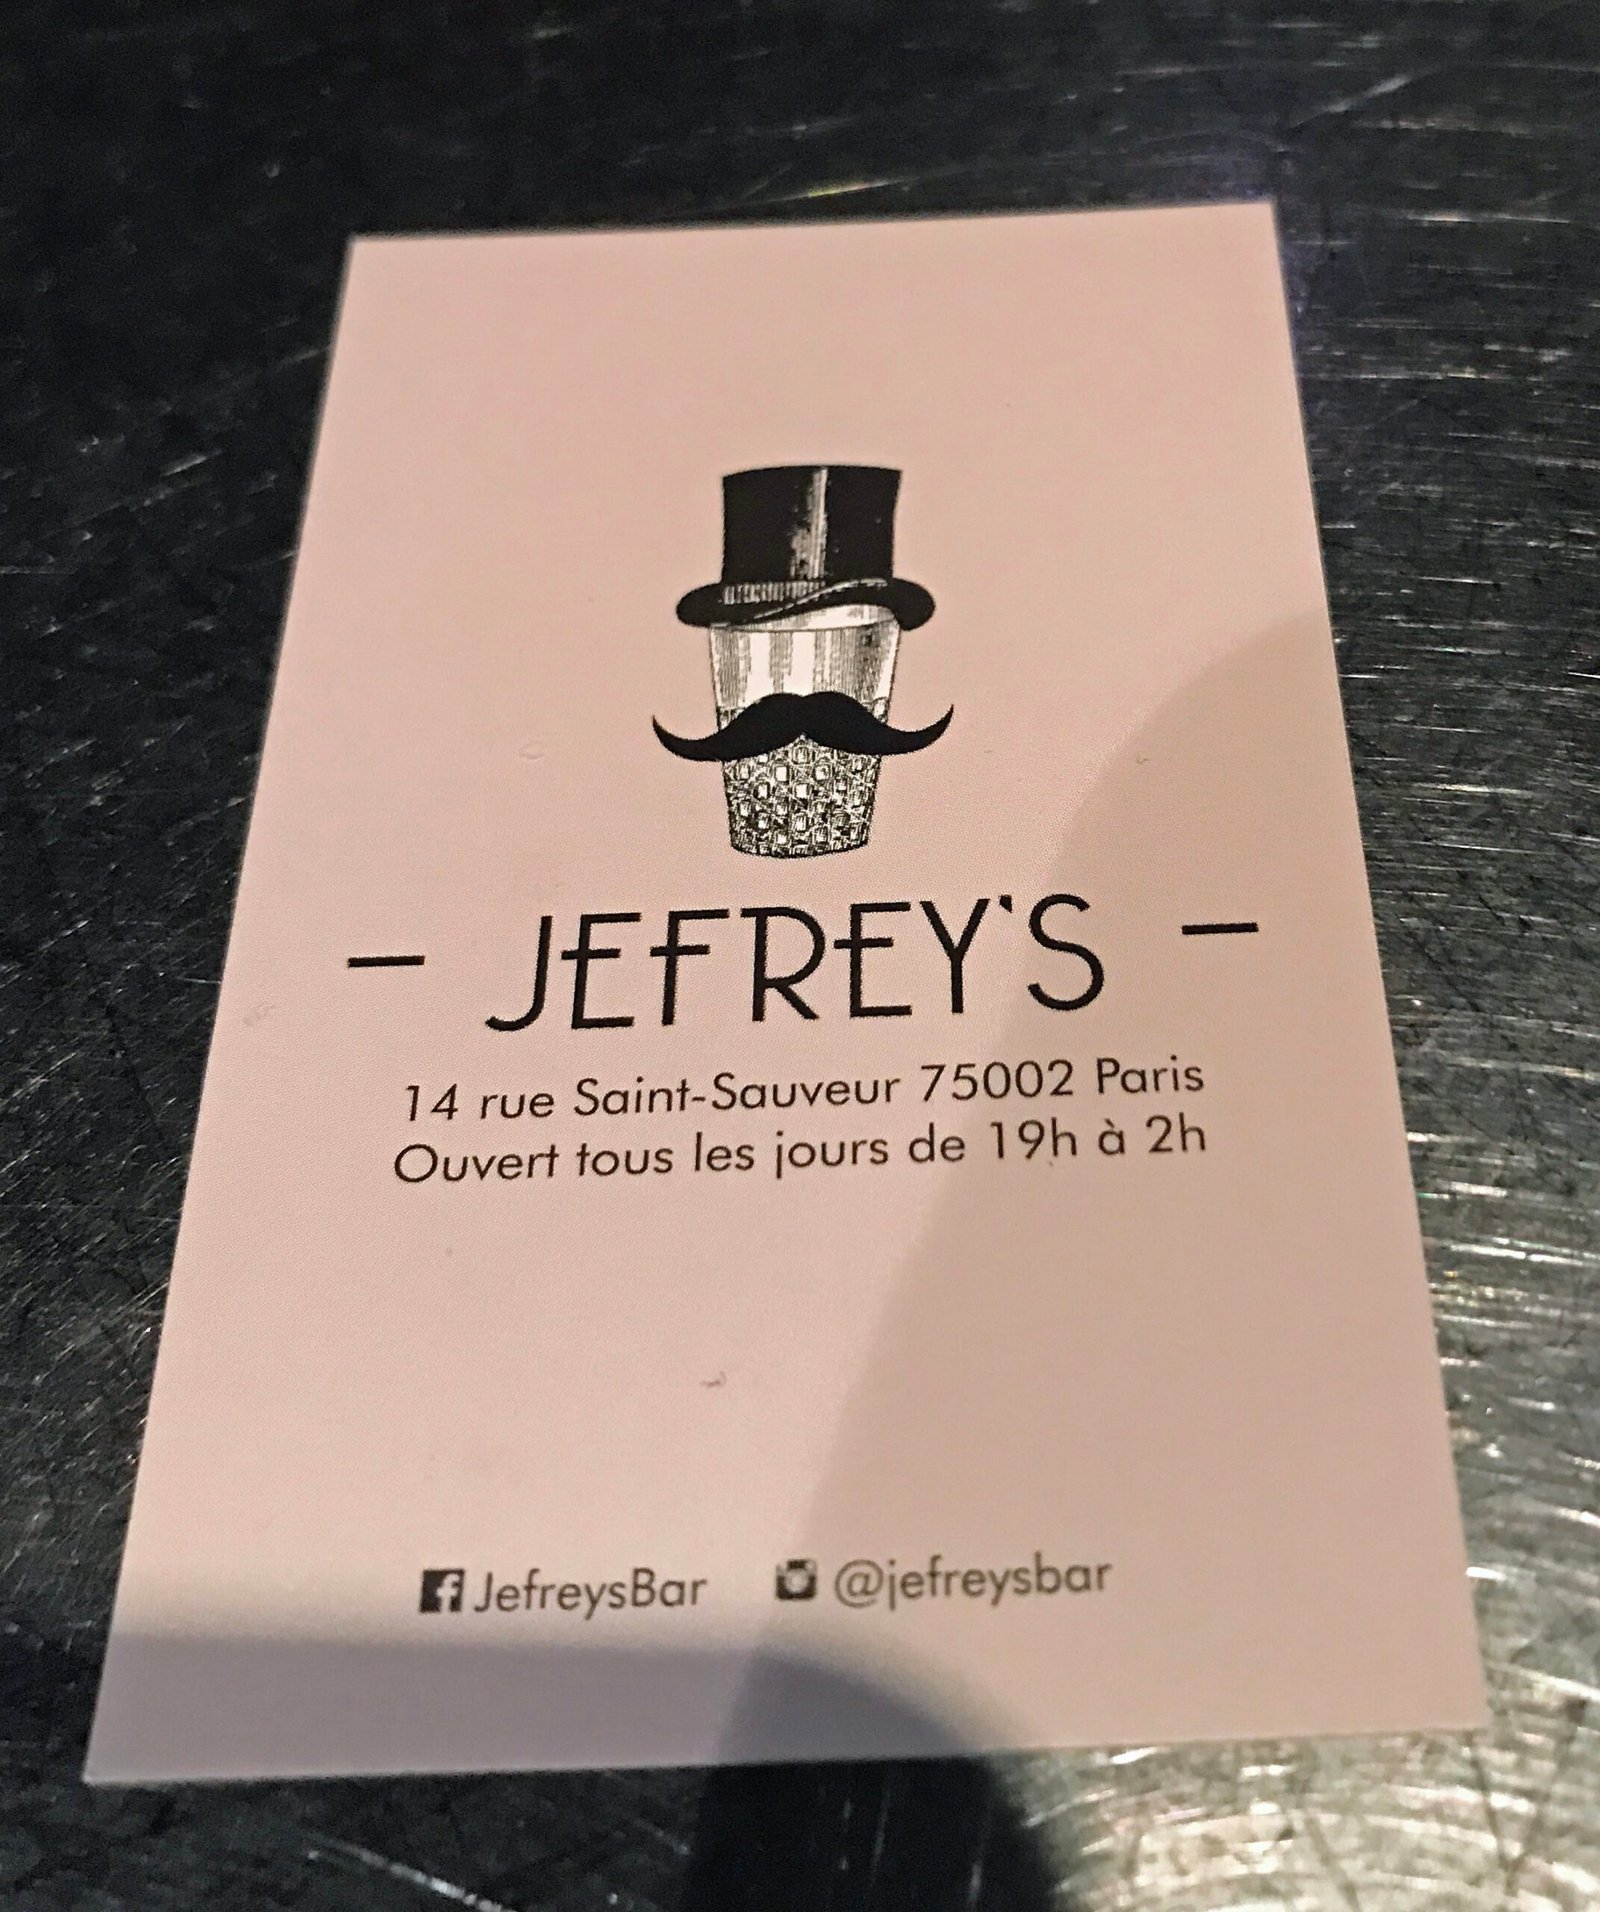 - JEFREY'S -
14 rue Saint-Sauveur 75002 Paris
Ouvert tous les jours de 19h à 2h
JefreysBar @jefreysbar